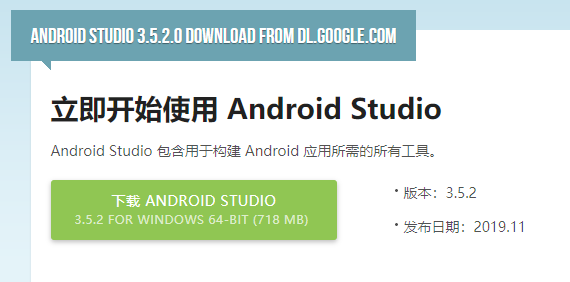 ANDROID STUDIO 3.5.2.0 DOWNLOAD FROM DL.GOOGLE.COM
立即开始使用 Android Studio
Android Studio 包含用于构建 Android 应用所需的所有工具。
下载 ANDROID STUDIO
3.5.2 FOR WINDOWS 64-BIT (718 MB)
• 版本：3.5.2
• 发布日期：2019.11